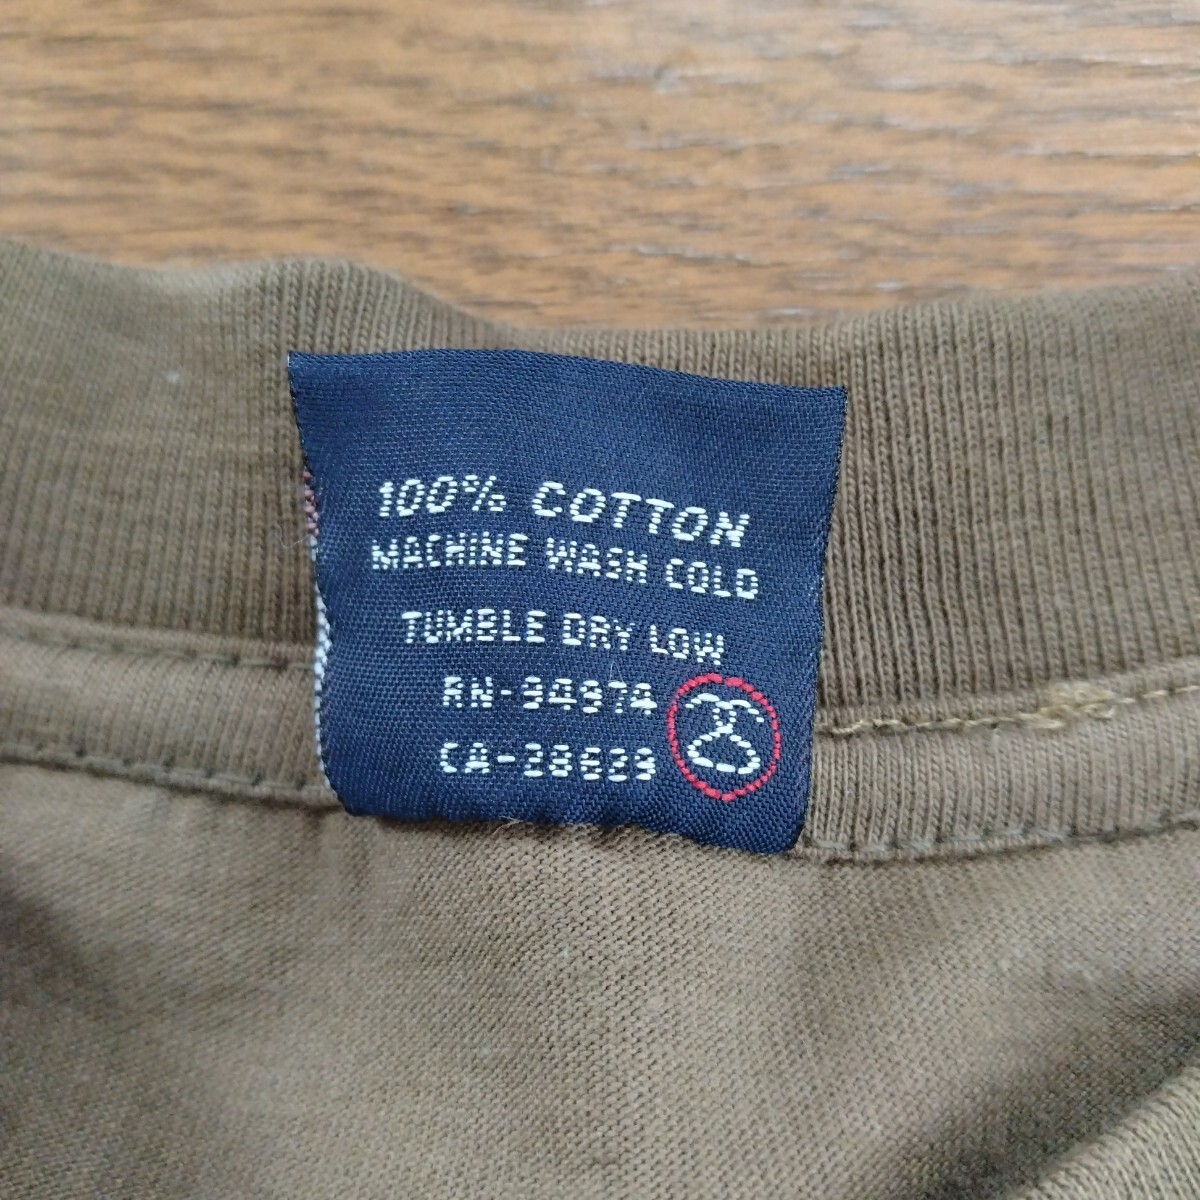 100% COTTON
MACHINE WASH COLD
TUMBLE DRY LOW
RN-94974
CA-28629